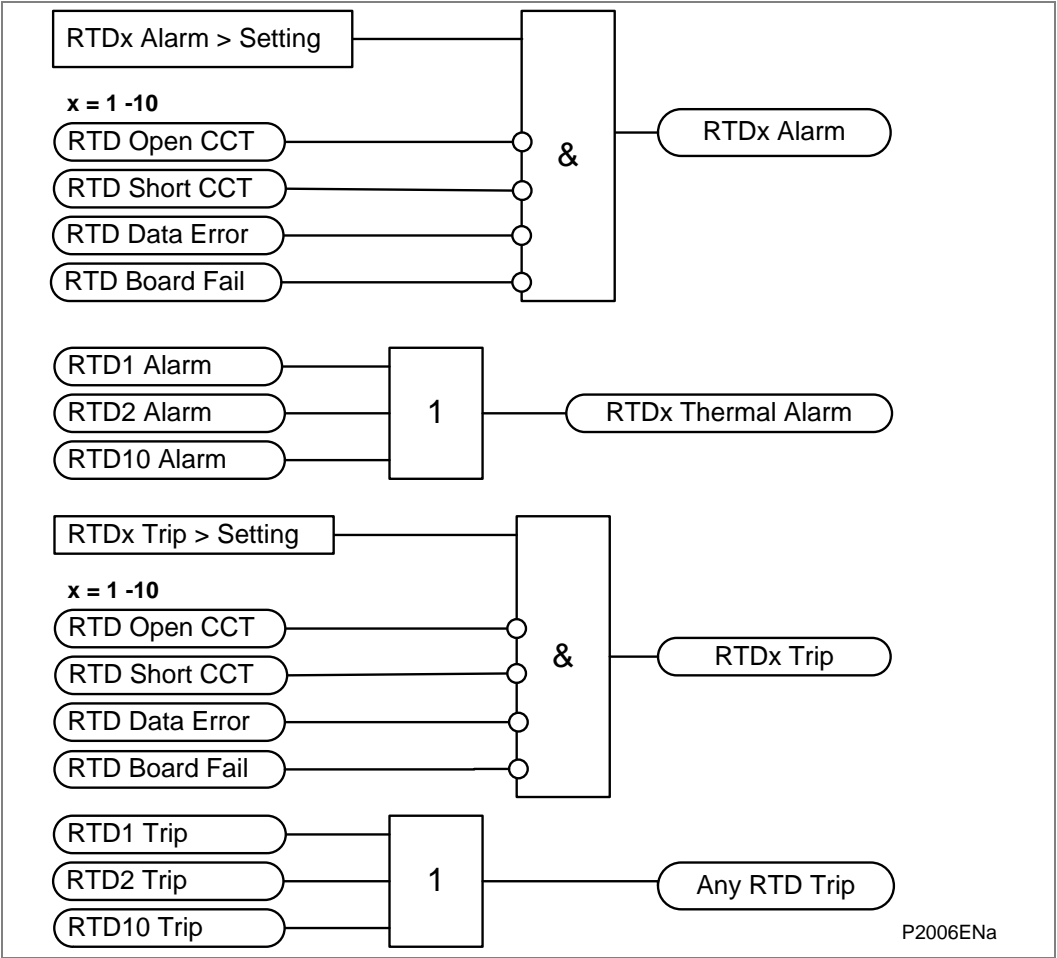 RTDx Alarm > Setting
x = 1 -10
RTD Open CCT
RTD Short CCT
RTD Data Error
RTD Board Fail
&
RTDx Alarm
RTD1 Alarm
RTD2 Alarm
RTD10 Alarm
1
RTDx Thermal Alarm
RTDx Trip > Setting
x = 1 -10
RTD Open CCT
RTD Short CCT
RTD Data Error
RTD Board Fail
&
RTDx Trip
RTD1 Trip
RTD2 Trip
RTD10 Trip
1
Any RTD Trip
P2006ENa